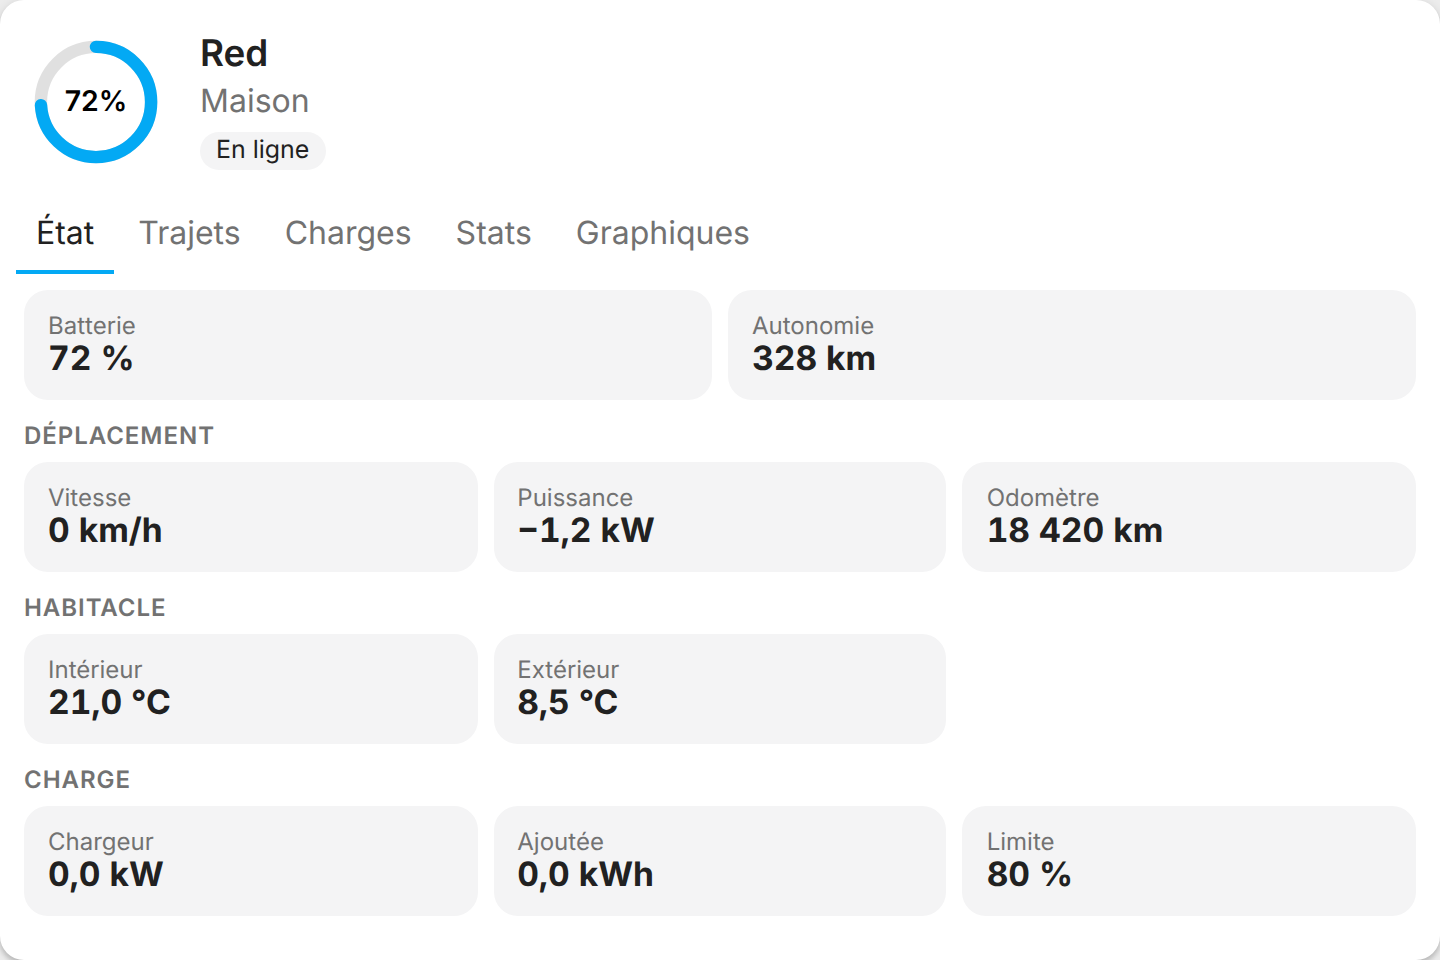 72%
Red
Maison
En ligne
État Trajets Charges Stats Graphiques
Batterie Autonomie
72 % 328 km
DÉPLACEMENT
Vitesse Puissance Odomètre
0 km/h −1,2 kW 18 420 km
HABITACLE
Intérieur Extérieur
21,0 °C 8,5 °C
CHARGE
Chargeur Ajoutée Limite
0,0 kW 0,0 kWh 80 %